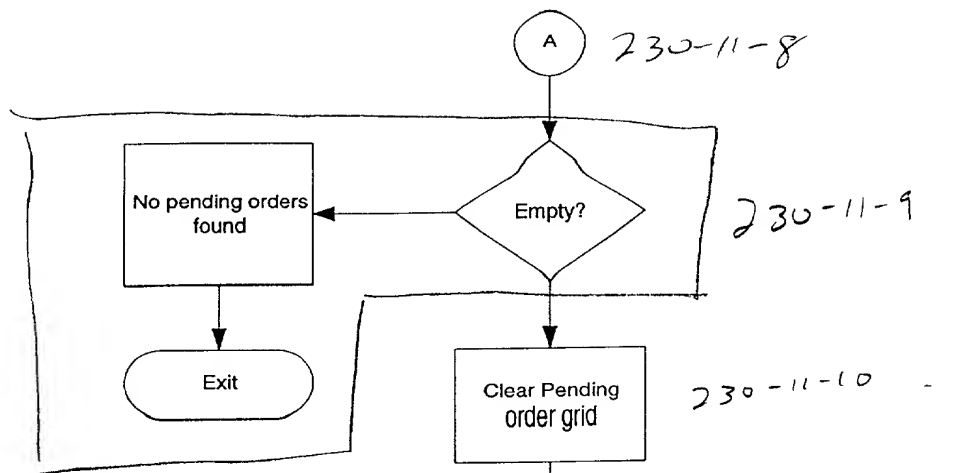 A
230-11-8
No pending orders
found
Empty?
230-11-9
Exit
Clear Pending
order grid
230-11-10